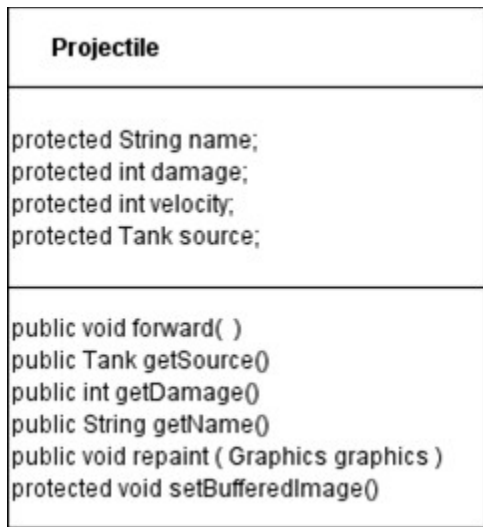 Projectile
protected String name;
protected int damage;
protected int velocity;
protected Tank source;
public void forward( )
public Tank getSource()
public int getDamage()
public String getName()
public void repaint ( Graphics graphics )
protected void setBufferedImage()